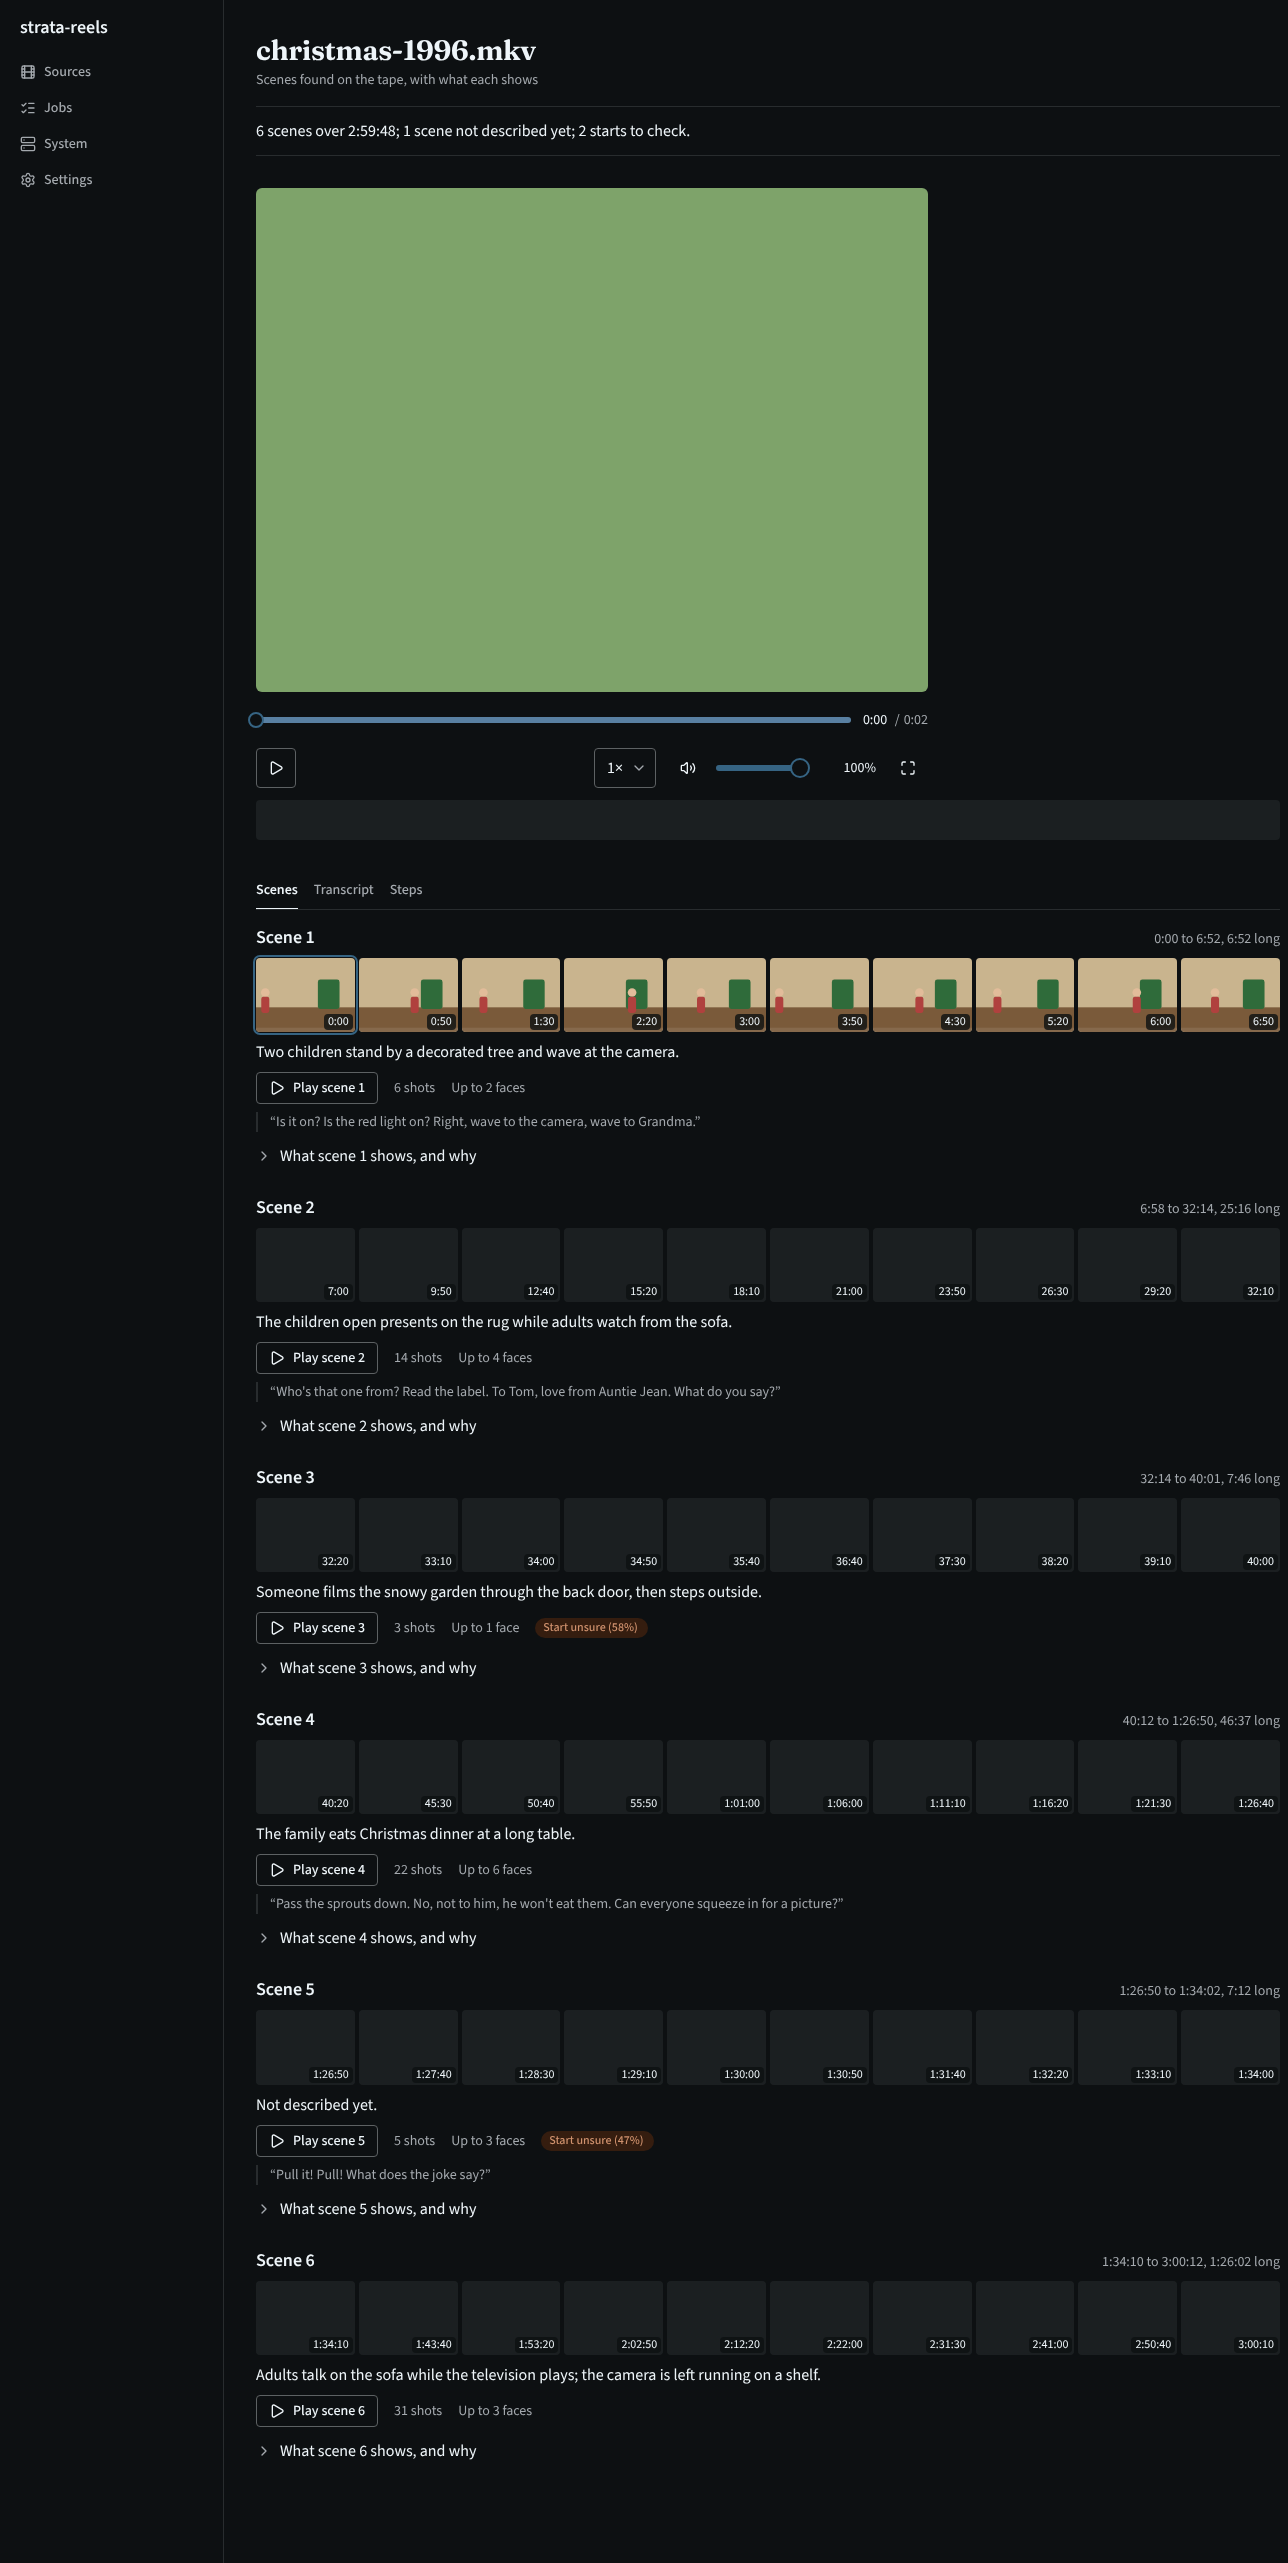 strata-reels
Sources
Jobs
System
Settings
christmas-1996.mkv
Scenes found on the tape, with what each shows
6 scenes over 2:59:48; 1 scene not described yet; 2 starts to check.
0:00 / 0:02
1× 100%
Scenes Transcript Steps
Scene 1 0:00 to 6:52, 6:52 long
0:00 0:50 1:30 2:20 3:00 3:50 4:30 5:20 6:00 6:50
Two children stand by a decorated tree and wave at the camera.
Play scene 1 6 shots Up to 2 faces
“Is it on? Is the red light on? Right, wave to the camera, wave to Grandma.”
What scene 1 shows, and why
Scene 2 6:58 to 32:14, 25:16 long
7:00 9:50 12:40 15:20 18:10 21:00 23:50 26:30 29:20 32:10
The children open presents on the rug while adults watch from the sofa.
Play scene 2 14 shots Up to 4 faces
“Who's that one from? Read the label. To Tom, love from Auntie Jean. What do you say?”
What scene 2 shows, and why
Scene 3 32:14 to 40:01, 7:46 long
32:20 33:10 34:00 34:50 35:40 36:40 37:30 38:20 39:10 40:00
Someone films the snowy garden through the back door, then steps outside.
Play scene 3 3 shots Up to 1 face Start unsure (58%)
What scene 3 shows, and why
Scene 4 40:12 to 1:26:50, 46:37 long
40:20 45:30 50:40 55:50 1:01:00 1:06:00 1:11:10 1:16:20 1:21:30 1:26:40
The family eats Christmas dinner at a long table.
Play scene 4 22 shots Up to 6 faces
“Pass the sprouts down. No, not to him, he won't eat them. Can everyone squeeze in for a picture?”
What scene 4 shows, and why
Scene 5 1:26:50 to 1:34:02, 7:12 long
1:26:50 1:27:40 1:28:30 1:29:10 1:30:00 1:30:50 1:31:40 1:32:20 1:33:10 1:34:00
Not described yet.
Play scene 5 5 shots Up to 3 faces Start unsure (47%)
“Pull it! Pull! What does the joke say?”
What scene 5 shows, and why
Scene 6 1:34:10 to 3:00:12, 1:26:02 long
1:34:10 1:43:40 1:53:20 2:02:50 2:12:20 2:22:00 2:31:30 2:41:00 2:50:40 3:00:10
Adults talk on the sofa while the television plays; the camera is left running on a shelf.
Play scene 6 31 shots Up to 3 faces
What scene 6 shows, and why